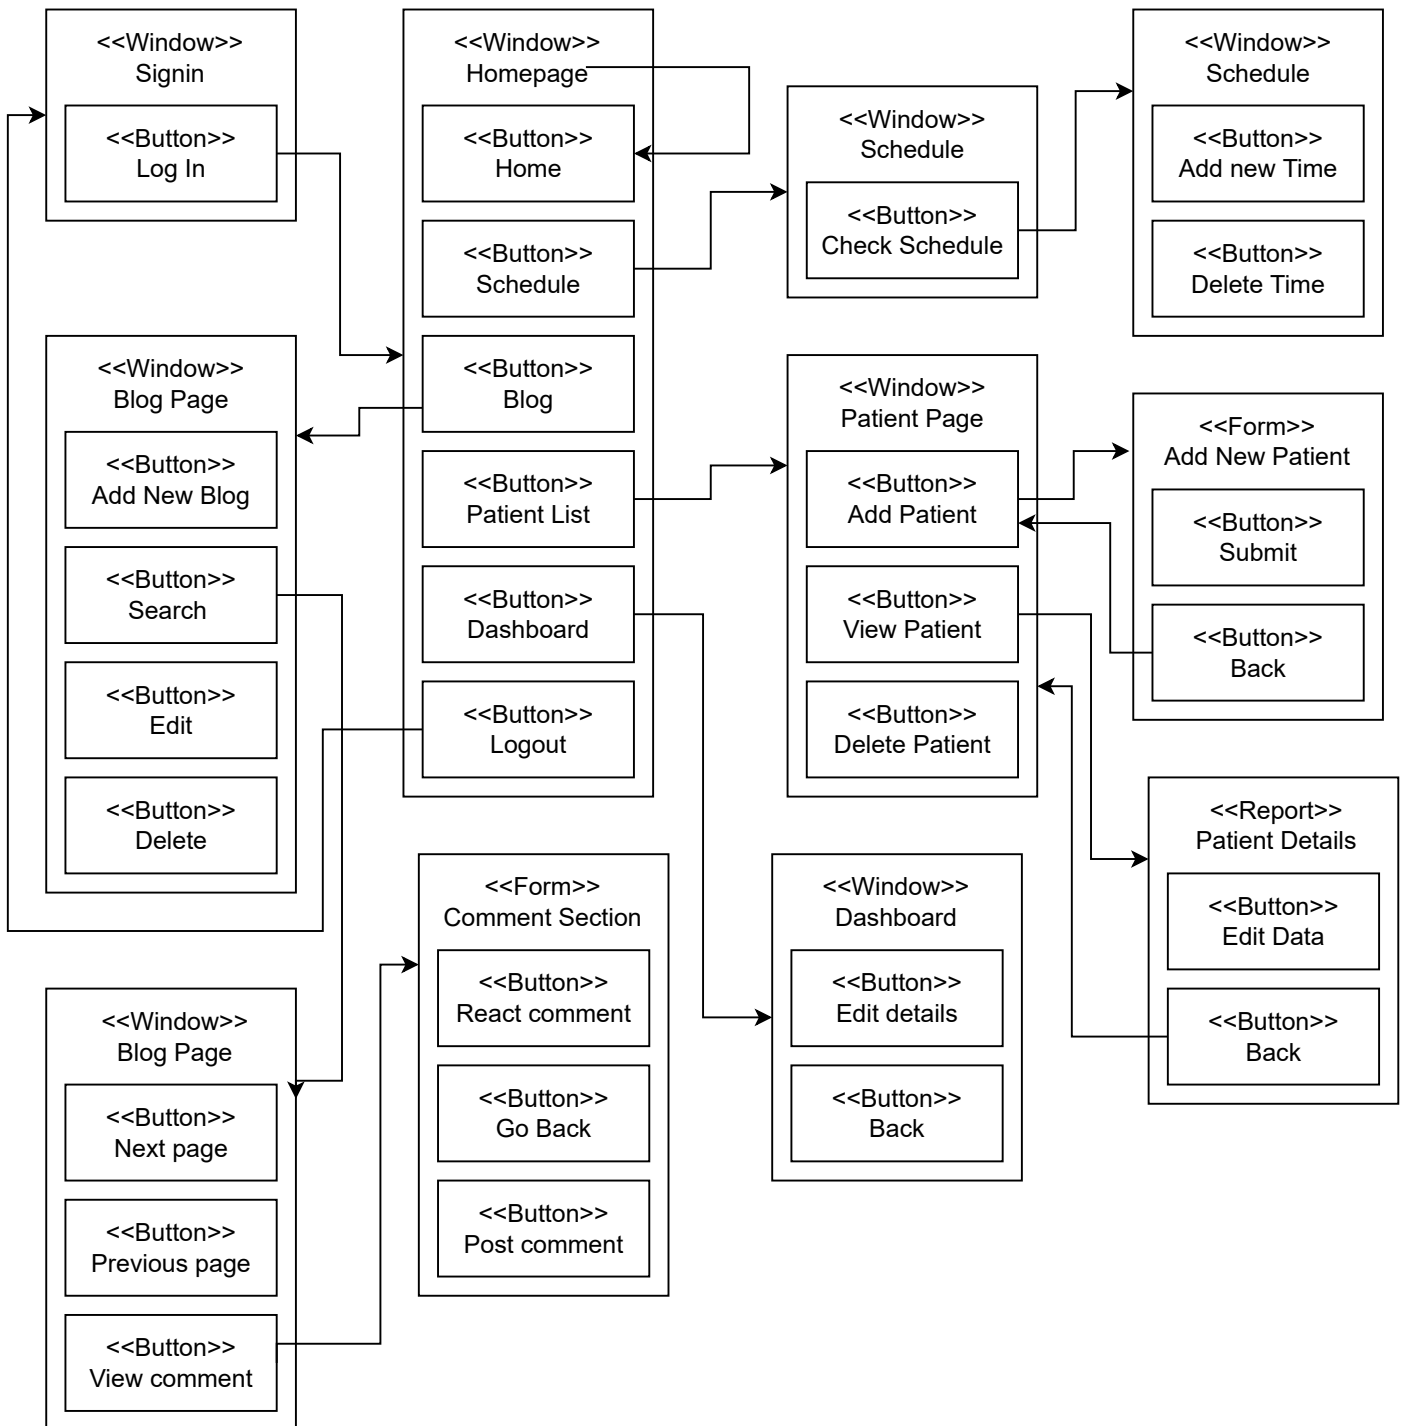 <<Window>>
Signin
<<Button>>
Log In
<<Window>>
Homepage
<<Button>>
Home
<<Button>>
Schedule
<<Button>>
Blog
<<Button>>
Patient List
<<Button>>
Dashboard
<<Button>>
Logout
<<Window>>
Schedule
<<Button>>
Check Schedule
<<Window>>
Schedule
<<Button>>
Add new Time
<<Button>>
Delete Time
<<Window>>
Blog Page
<<Button>>
Add New Blog
<<Button>>
Search
<<Button>>
Edit
<<Button>>
Delete
<<Window>>
Patient Page
<<Button>>
Add Patient
<<Button>>
View Patient
<<Button>>
Delete Patient
<<Form>>
Add New Patient
<<Button>>
Submit
<<Button>>
Back
<<Report>>
Patient Details
<<Button>>
Edit Data
<<Button>>
Back
<<Form>>
Comment Section
<<Button>>
React comment
<<Button>>
Go Back
<<Button>>
Post comment
<<Window>>
Dashboard
<<Button>>
Edit details
<<Button>>
Back
<<Window>>
Blog Page
<<Button>>
Next page
<<Button>>
Previous page
<<Button>>
View comment